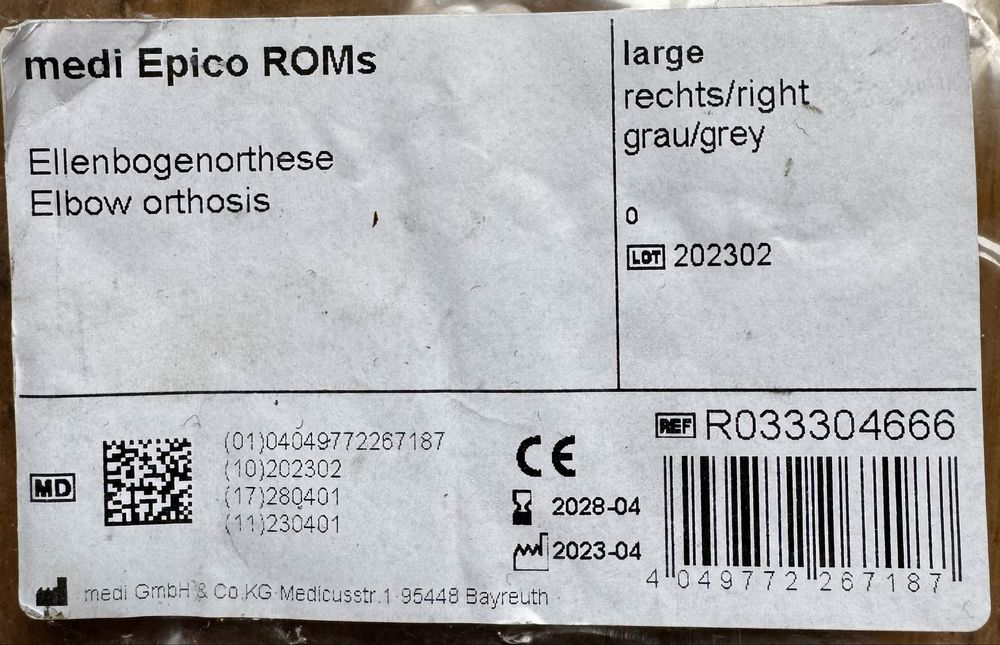 medi Epico ROMs
Ellenbogenorthese
Elbow orthosis
large
rechts/right
grau/grey
0
LOT 202302
MD
(01)04049772267187
(10)202302
(17)280401
(11)230401
CE
2028-04
2023-04
REF R033304666
4 049772 267187
medi GmbH & Co.KG Medicusstr.1 95448 Bayreuth